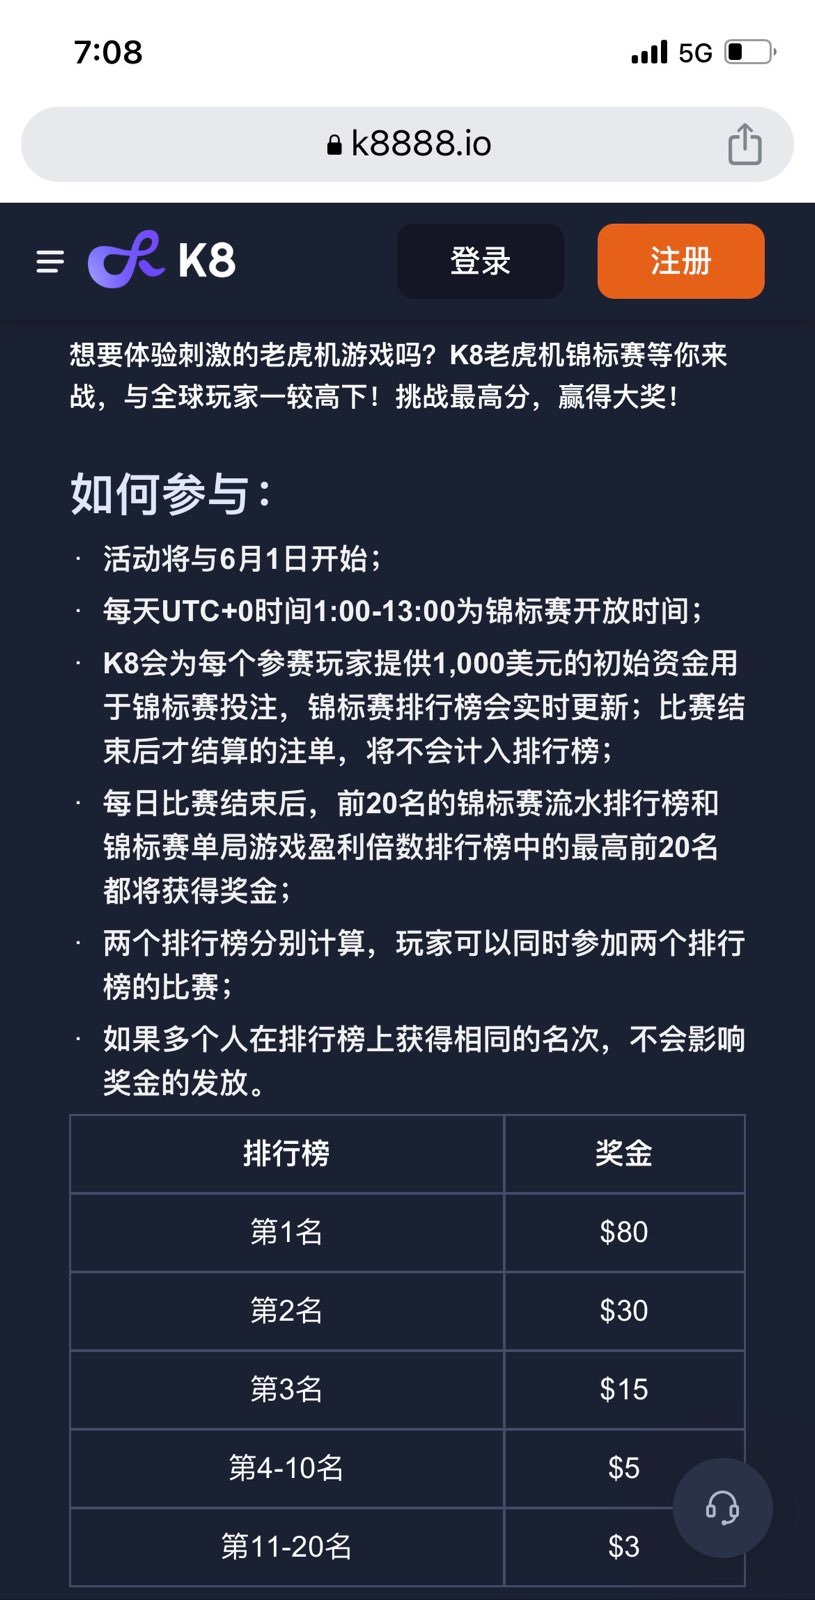 7:08
5G
k8888.io
K8
登录
注册
想要体验刺激的老虎机游戏吗？K8老虎机锦标赛等你来
战，与全球玩家一较高下！挑战最高分，赢得大奖！
如何参与：
· 活动将与6月1日开始；
· 每天UTC+0时间1:00-13:00为锦标赛开放时间；
· K8会为每个参赛玩家提供1,000美元的初始资金用
于锦标赛投注，锦标赛排行榜会实时更新；比赛结
束后才结算的注单，将不会计入排行榜；
· 每日比赛结束后，前20名的锦标赛流水排行榜和
锦标赛单局游戏盈利倍数排行榜中的最高前20名
都将获得奖金；
· 两个排行榜分别计算，玩家可以同时参加两个排行
榜的比赛；
· 如果多个人在排行榜上获得相同的名次，不会影响
奖金的发放。
排行榜 奖金
第1名 $80
第2名 $30
第3名 $15
第4-10名 $5
第11-20名 $3